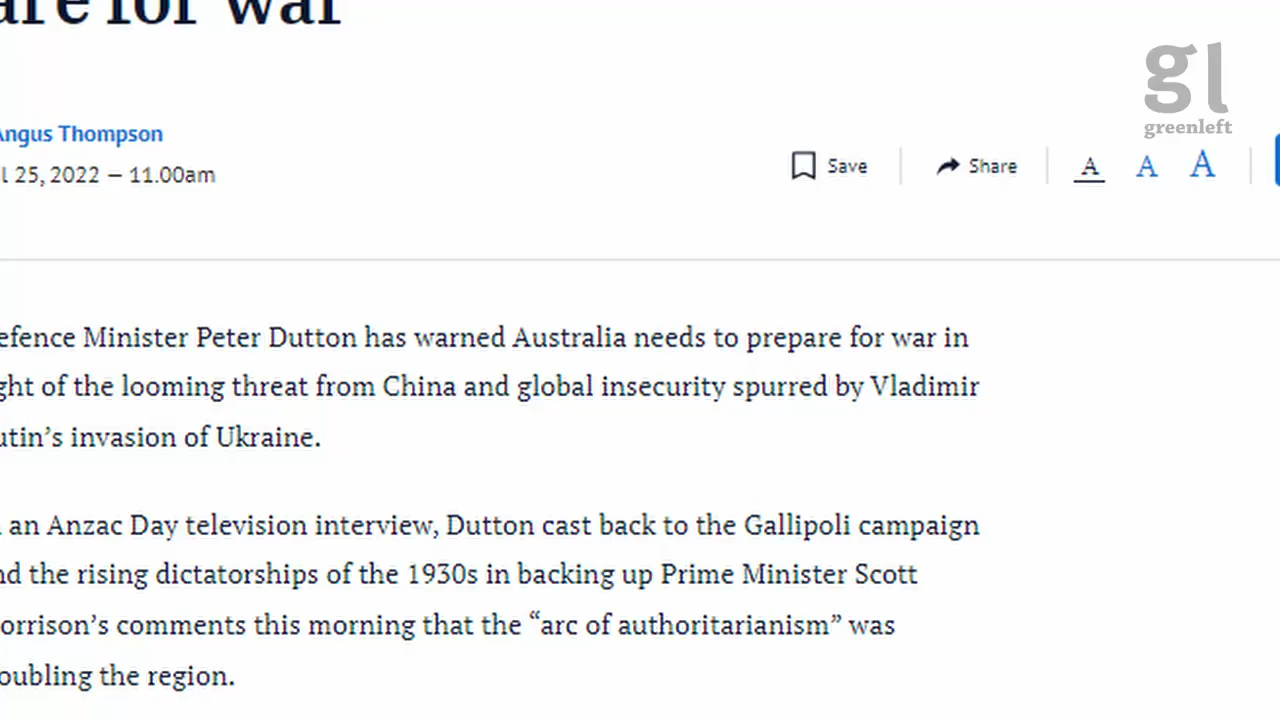 are for war
gl
greenleft
Angus Thompson
l 25, 2022 — 11.00am
Save
Share
A
A
A
efence Minister Peter Dutton has warned Australia needs to prepare for war in
ght of the looming threat from China and global insecurity spurred by Vladimir
utin’s invasion of Ukraine.
an Anzac Day television interview, Dutton cast back to the Gallipoli campaign
nd the rising dictatorships of the 1930s in backing up Prime Minister Scott
orrison’s comments this morning that the “arc of authoritarianism” was
oubling the region.